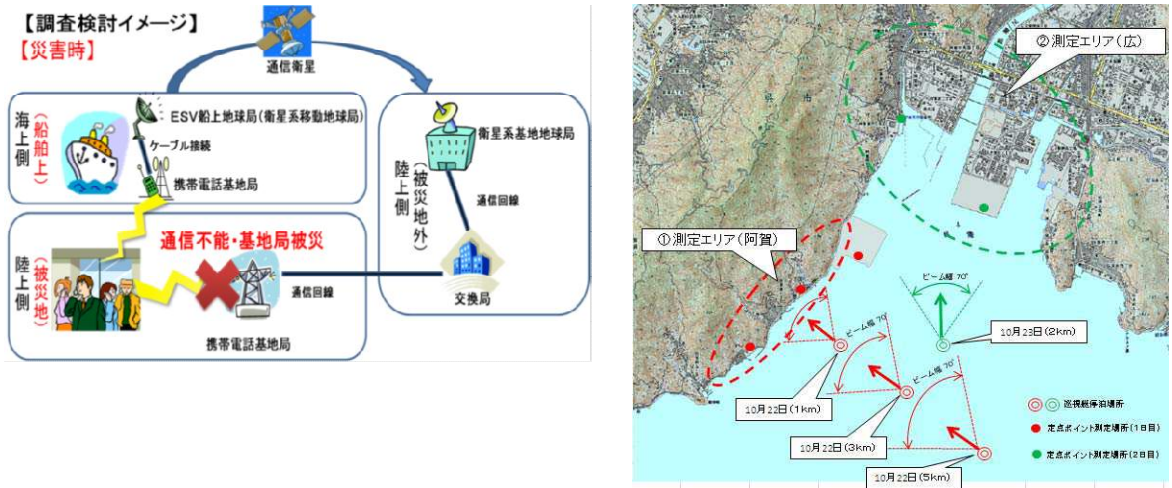 【調査検討イメージ】
【災害時】
通信衛星
海上側
(船舶上)
ESV船上地球局(衛星系移動地球局)
ケーブル接続
携帯電話基地局
陸上側
(被災地)
通信不能・基地局被災
通信回線
携帯電話基地局
陸上側
(被災地外)
衛星系基地地球局
通信回線
交換局
②測定エリア(広)
①測定エリア(阿賀)
ビーム幅 70°
ビーム幅 70°
ビーム幅 70°
ビーム幅 70°
10月23日(2km)
10月22日(1km)
10月22日(3km)
10月22日(5km)
巡視艇停泊場所
定点ポイント測定場所(1日目)
定点ポイント測定場所(2日目)